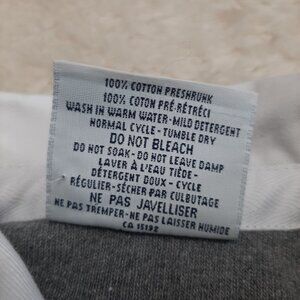 100% COTTON PRESHRUNK
100% COTON PRÉ-RÉTRÉCI
WASH IN WARM WATER-MILD DETERGENT
NORMAL CYCLE - TUMBLE DRY
DO NOT BLEACH
DO NOT SOAK - DO NOT LEAVE DAMP
LAVER À L'EAU TIÈDE -
DÉTERGENT DOUX - CYCLE
RÉGULIER-SÉCHER PAR CULBUTAGE
NE PAS JAVELLISER
NE PAS TREMPER-NE PAS LAISSER HUMIDE
CA 15192